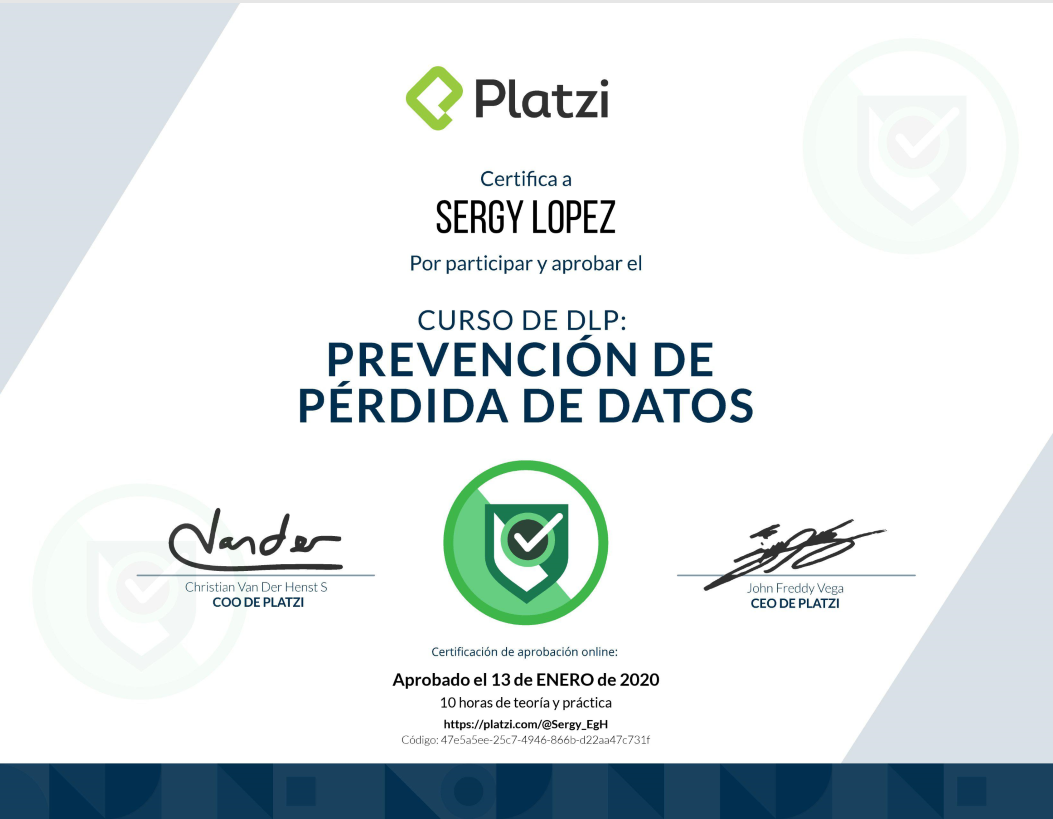 Platzi
Certifica a
SERGY LOPEZ
Por participar y aprobar el
CURSO DE DLP:
PREVENCIÓN DE
PÉRDIDA DE DATOS
Vander
Christian Van Der Henst S
COO DE PLATZI
John Freddy Vega
CEO DE PLATZI
Certificación de aprobación online:
Aprobado el 13 de ENERO de 2020
10 horas de teoría y práctica
https://platzi.com/@Sergy_EgH
Código: 47e5a5ee-25c7-4946-866b-d22aa47c731f